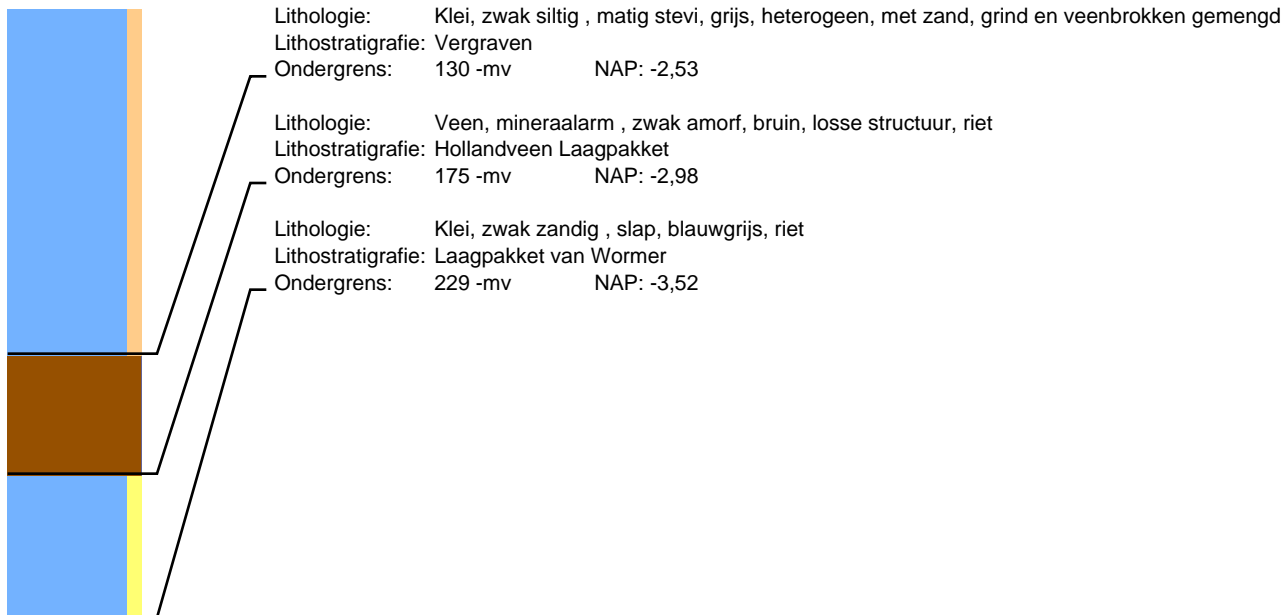 Lithologie: Klei, zwak siltig , matig stevi, grijs, heterogeen, met zand, grind en veenbrokken gemengd
Lithostratigrafie: Vergraven
Ondergrens: 130 -mv NAP: -2,53
Lithologie: Veen, mineraalarm , zwak amorf, bruin, losse structuur, riet
Lithostratigrafie: Hollandveen Laagpakket
Ondergrens: 175 -mv NAP: -2,98
Lithologie: Klei, zwak zandig , slap, blauwgrijs, riet
Lithostratigrafie: Laagpakket van Wormer
Ondergrens: 229 -mv NAP: -3,52